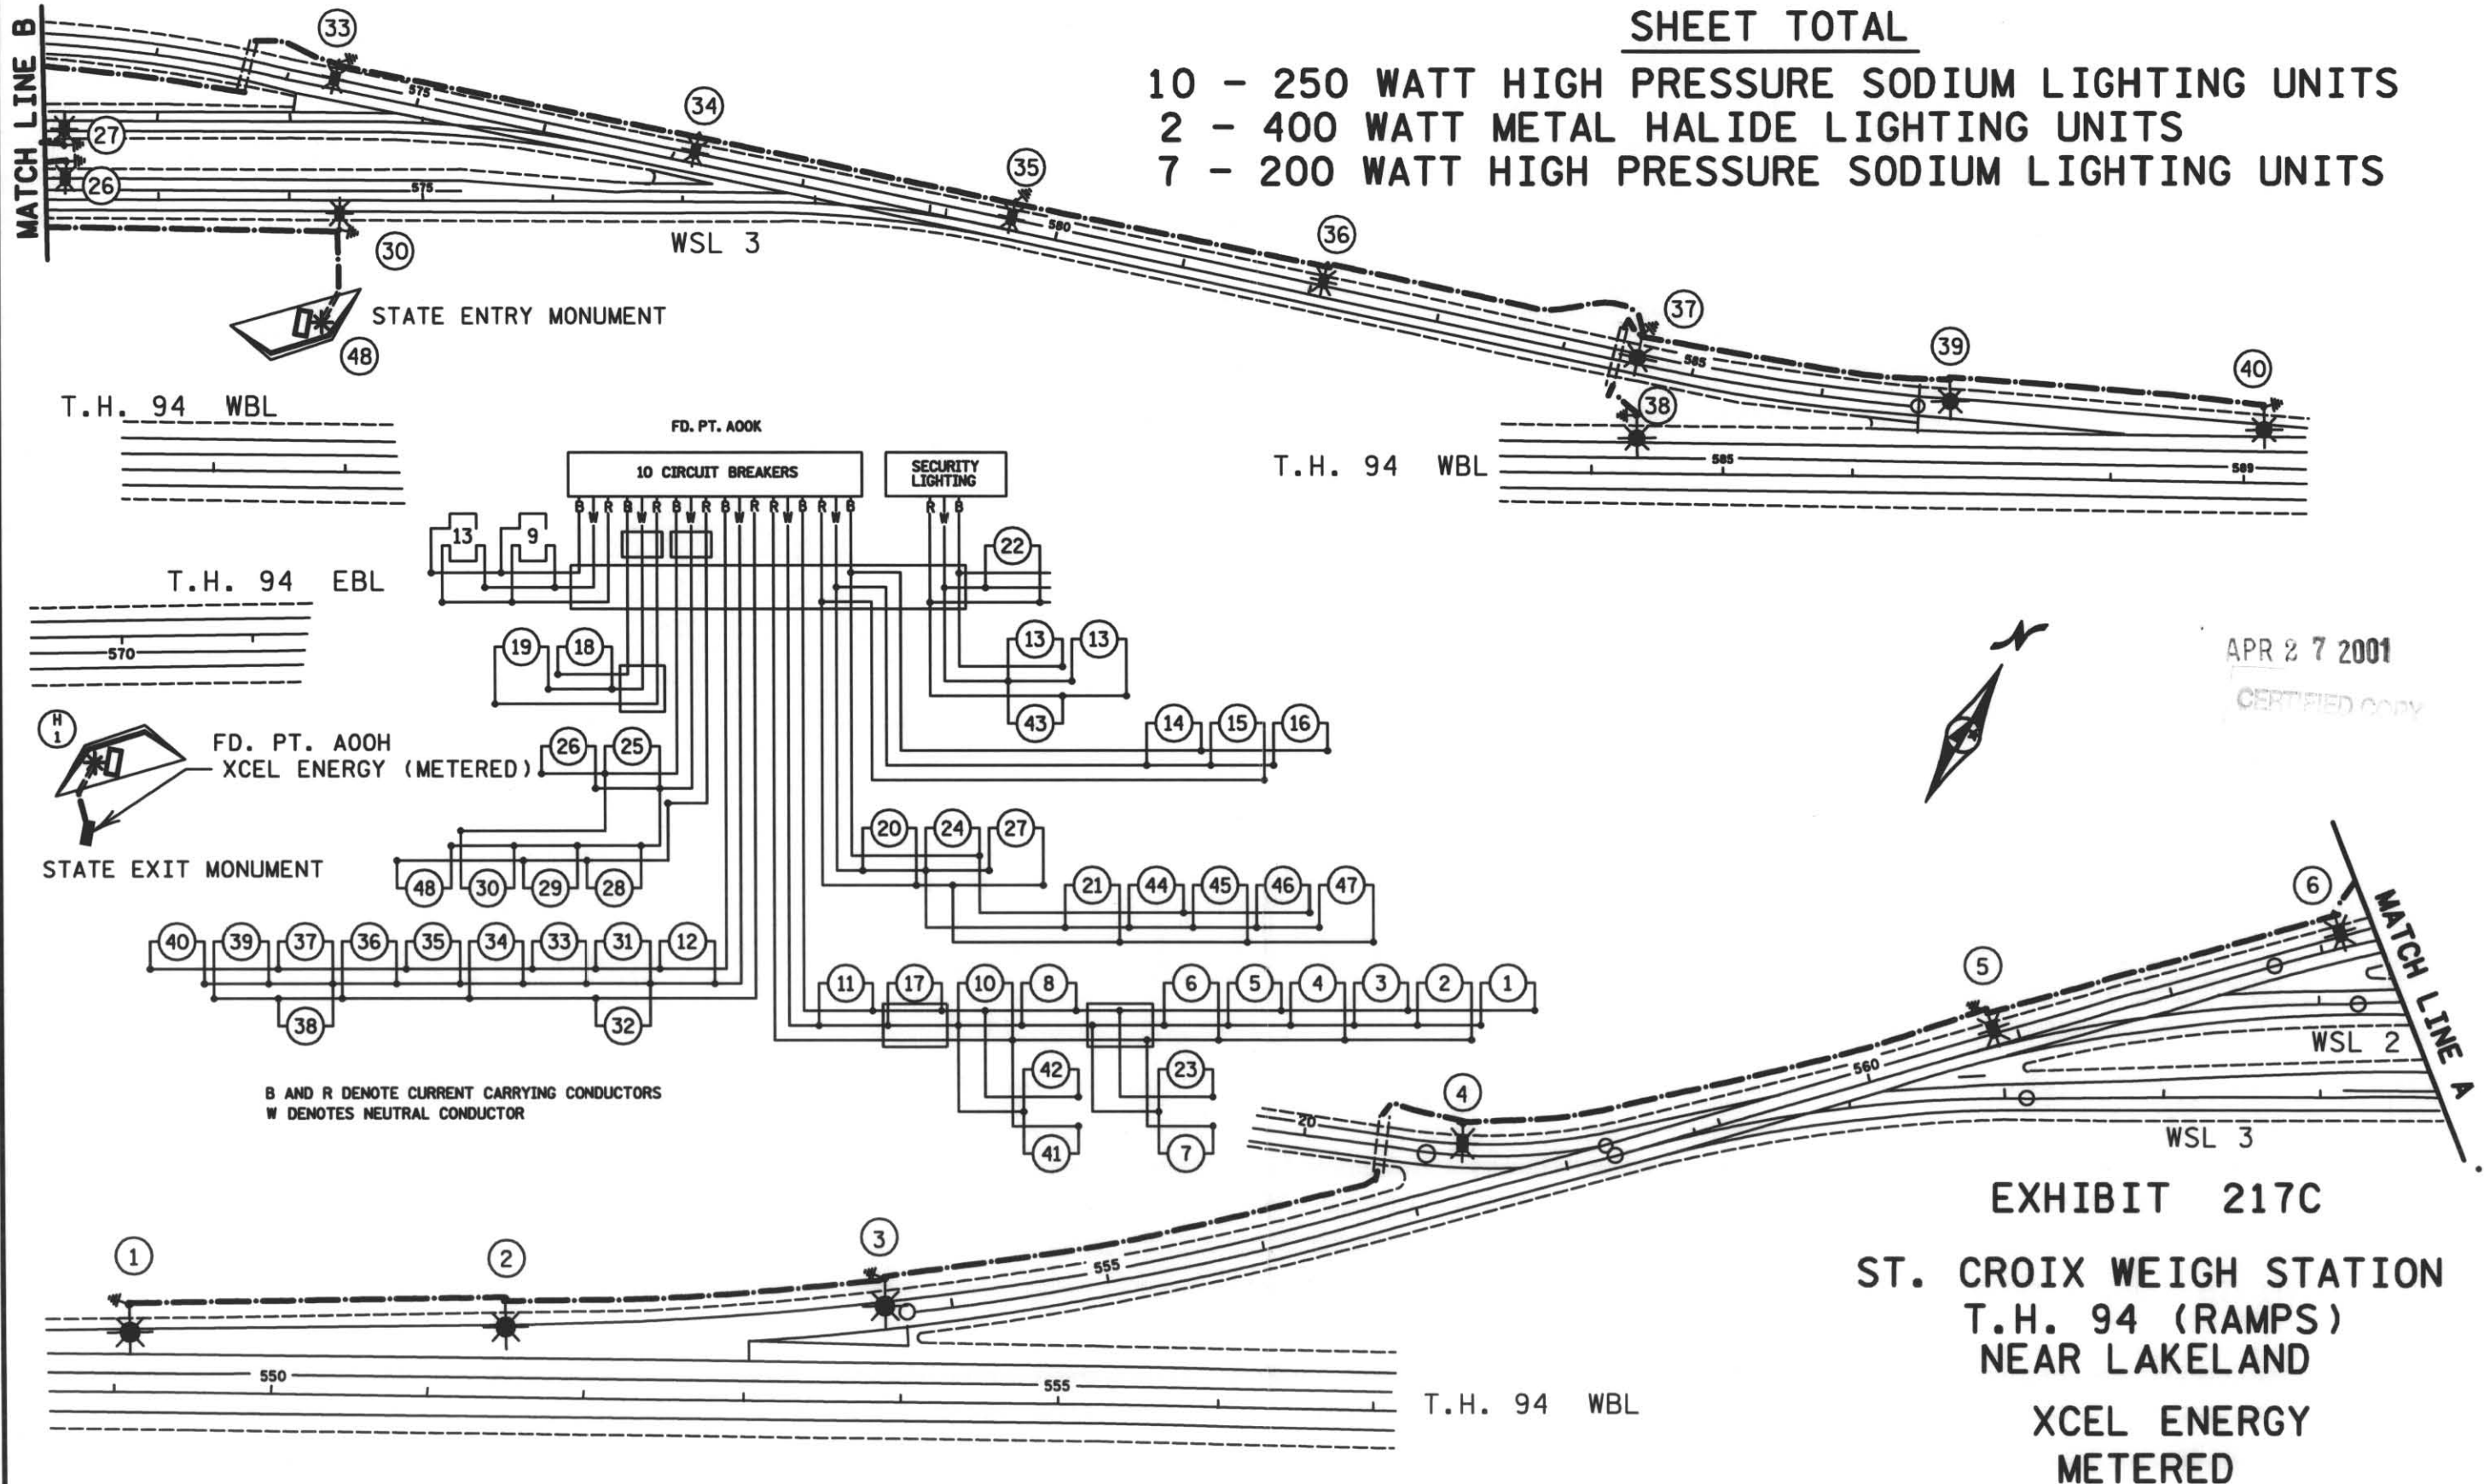 SHEET TOTAL
10 - 250 WATT HIGH PRESSURE SODIUM LIGHTING UNITS
2 - 400 WATT METAL HALIDE LIGHTING UNITS
7 - 200 WATT HIGH PRESSURE SODIUM LIGHTING UNITS
MATCH LINE B
33
34
35
36
37
38
39
40
27
26
30
48
575
575
580
585
WSL 3
STATE ENTRY MONUMENT
T.H. 94 WBL
T.H. 94 WBL
585
589
T.H. 94 EBL
570
FD. PT. A00K
10 CIRCUIT BREAKERS
SECURITY
LIGHTING
B W R B W R B W R B W R R W B R W B
R W B
13 9
22
19 18
13 13
43
14 15 16
26 25
20 24 27
48 30 29 28
21 44 45 46 47
40 39 37 36 35 34 33 31 12
38 32
11 17 10 8 6 5 4 3 2 1
42 23
41 7
H
1
FD. PT. A00H
XCEL ENERGY (METERED)
STATE EXIT MONUMENT
B AND R DENOTE CURRENT CARRYING CONDUCTORS
W DENOTES NEUTRAL CONDUCTOR
N
APR 27 2001
CERTIFIED COPY
6
5
4
3
2
1
MATCH LINE A
WSL 2
WSL 3
560
20
555
550
555
T.H. 94 WBL
EXHIBIT 217C
ST. CROIX WEIGH STATION
T.H. 94 (RAMPS)
NEAR LAKELAND
XCEL ENERGY
METERED